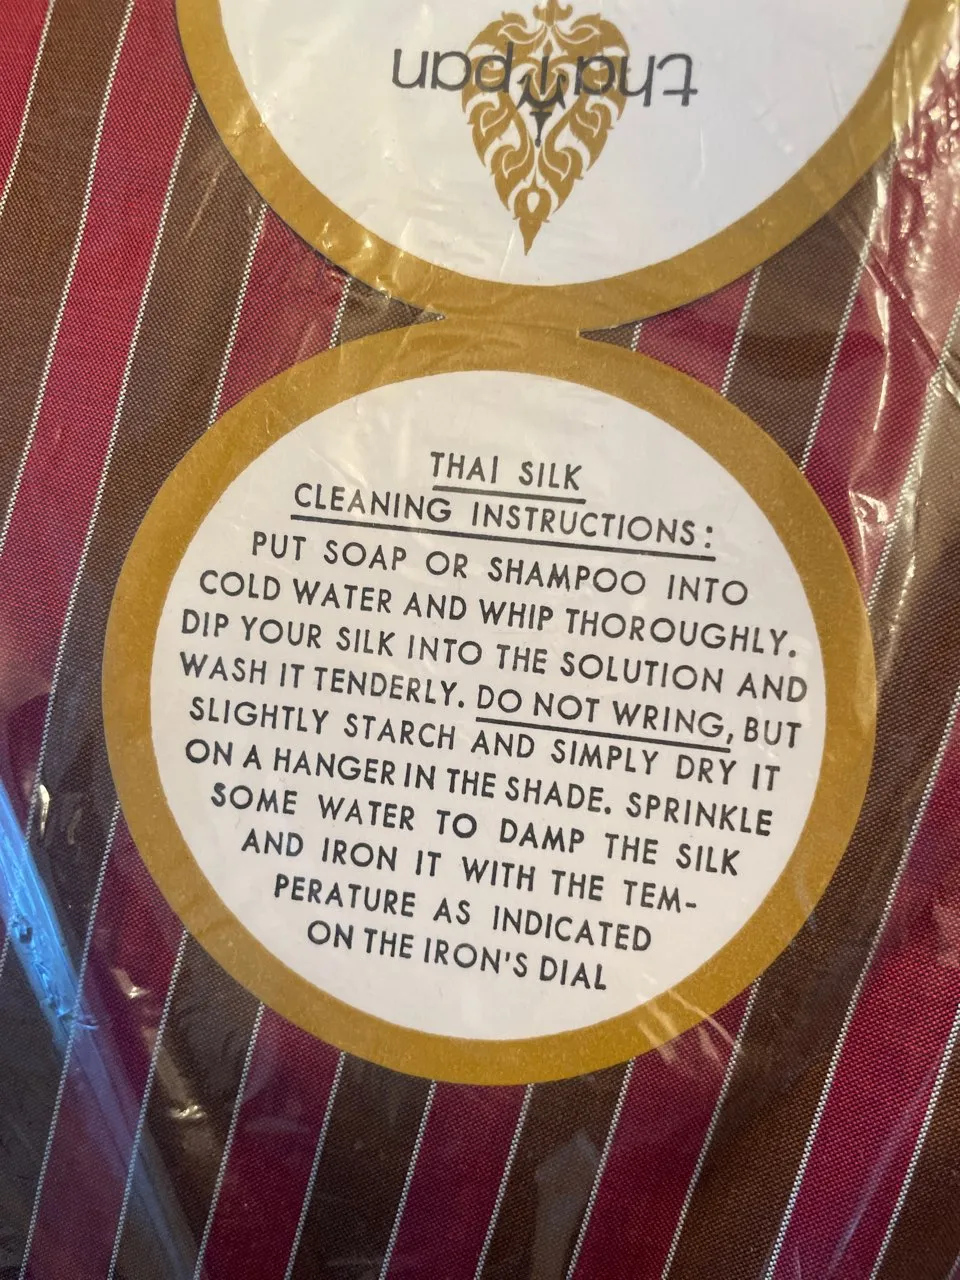 thaipan
THAI SILK
CLEANING INSTRUCTIONS:
PUT SOAP OR SHAMPOO INTO
COLD WATER AND WHIP THOROUGHLY.
DIP YOUR SILK INTO THE SOLUTION AND
WASH IT TENDERLY. DO NOT WRING, BUT
SLIGHTLY STARCH AND SIMPLY DRY IT
ON A HANGER IN THE SHADE. SPRINKLE
SOME WATER TO DAMP THE SILK
AND IRON IT WITH THE TEM-
PERATURE AS INDICATED
ON THE IRON'S DIAL